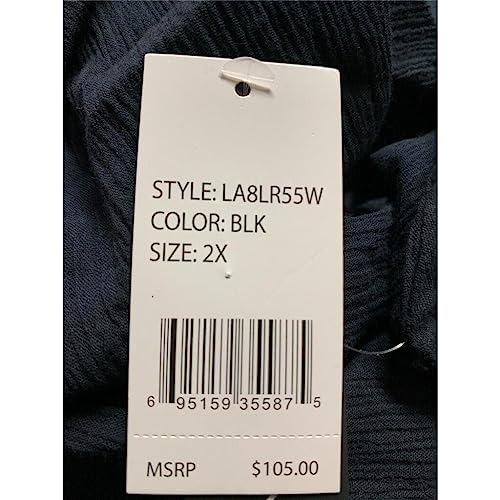 STYLE: LA8LR55W
COLOR: BLK
SIZE: 2X
6 95159 35587 5
MSRP $105.00